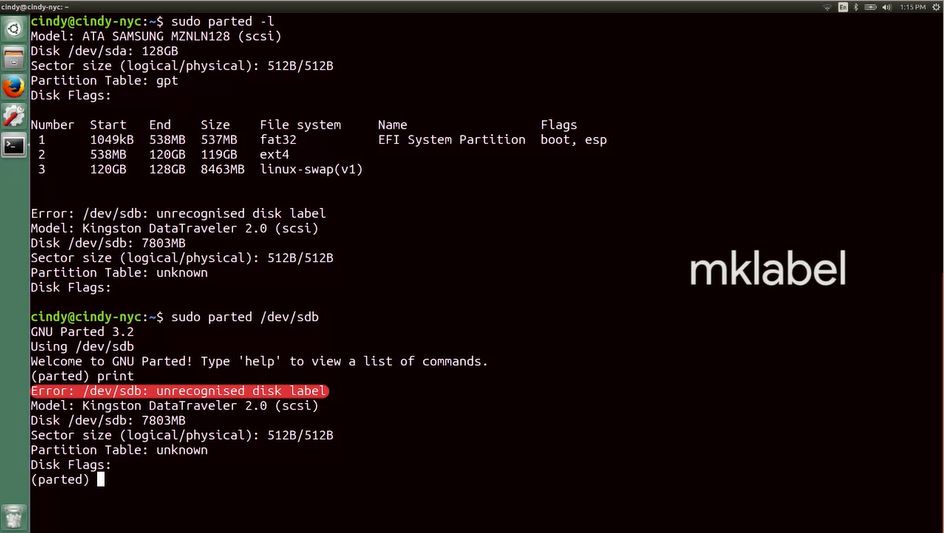 cindy@cindy-nyc: ~
En
1:15 PM
cindy@cindy-nyc:~$ sudo parted -l
Model: ATA SAMSUNG MZNLN128 (scsi)
Disk /dev/sda: 128GB
Sector size (logical/physical): 512B/512B
Partition Table: gpt
Disk Flags:
Number Start End Size File system Name Flags
1 1049kB 538MB 537MB fat32 EFI System Partition boot, esp
2 538MB 120GB 119GB ext4
3 120GB 128GB 8463MB linux-swap(v1)
Error: /dev/sdb: unrecognised disk label
Model: Kingston DataTraveler 2.0 (scsi)
Disk /dev/sdb: 7803MB
Sector size (logical/physical): 512B/512B
Partition Table: unknown
Disk Flags:
mklabel
cindy@cindy-nyc:~$ sudo parted /dev/sdb
GNU Parted 3.2
Using /dev/sdb
Welcome to GNU Parted! Type 'help' to view a list of commands.
(parted) print
Error: /dev/sdb: unrecognised disk label
Model: Kingston DataTraveler 2.0 (scsi)
Disk /dev/sdb: 7803MB
Sector size (logical/physical): 512B/512B
Partition Table: unknown
Disk Flags:
(parted)